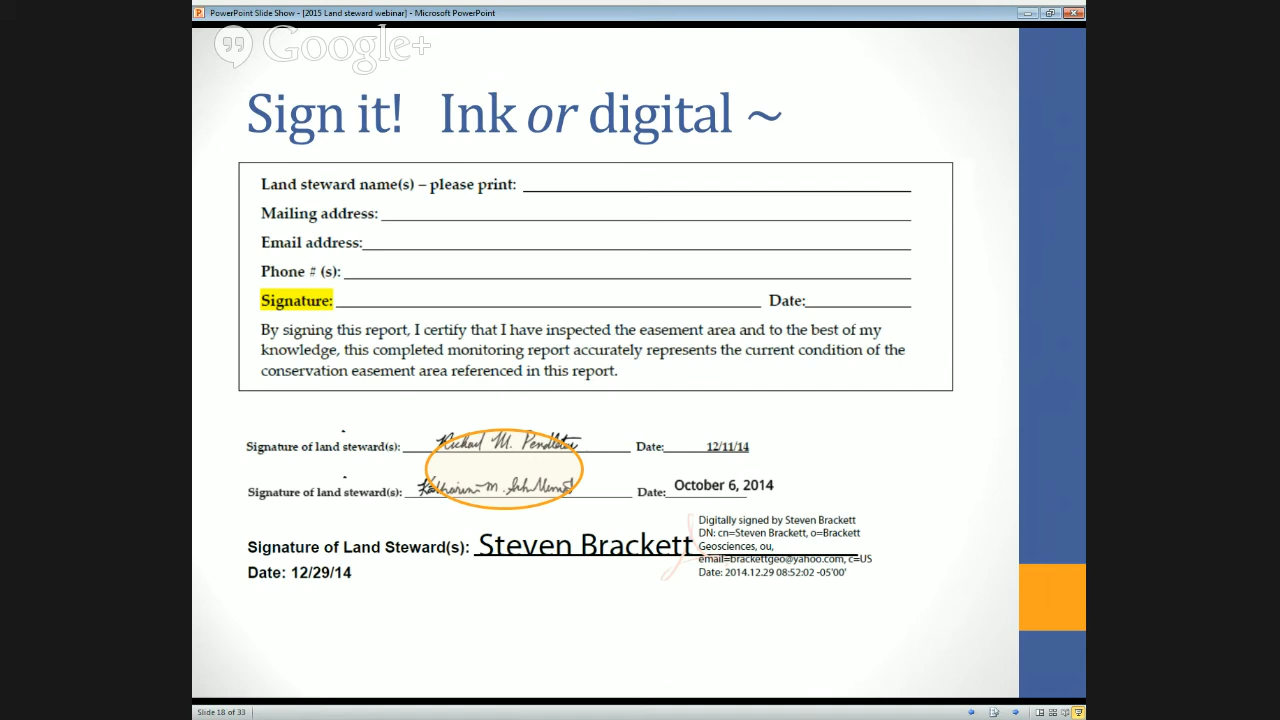 PowerPoint Slide Show - [2015 Land steward webinar] - Microsoft PowerPoint
Google+
Sign it! Ink or digital ~
Land steward name(s) – please print:
Mailing address:
Email address:
Phone # (s):
Signature: Date:
By signing this report, I certify that I have inspected the easement area and to the best of my
knowledge, this completed monitoring report accurately represents the current condition of the
conservation easement area referenced in this report.
Signature of land steward(s): Richard M. Pendleton Date: 12/11/14
Signature of land steward(s): Date: October 6, 2014
Signature of Land Steward(s): Steven Brackett
Date: 12/29/14
Digitally signed by Steven Brackett
DN: cn=Steven Brackett, o=Brackett
Geosciences, ou,
email=brackettgeo@yahoo.com, c=US
Date: 2014.12.29 08:52:02 -05'00'
Slide 18 of 33